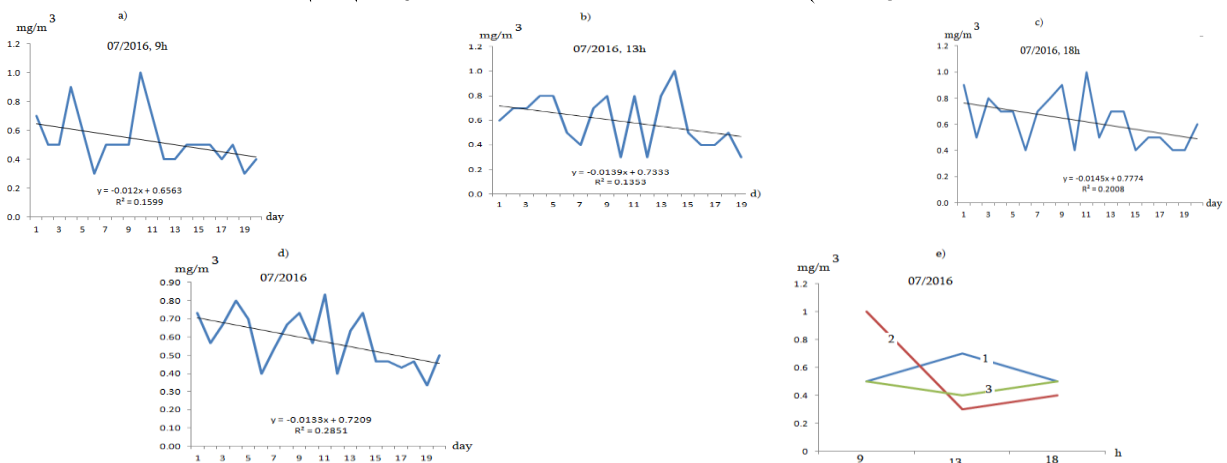 a)
mg/m 3
07/2016, 9h
1.2
1.0
0.8
0.6
0.4
0.2
0.0
y = -0.012x + 0.6563
R² = 0.1599
1 3 5 7 9 11 13 15 17 19
day
b)
mg/m 3
07/2016, 13h
1.2
1.0
0.8
0.6
0.4
0.2
0.0
y = -0.0139x + 0.7333
R² = 0.1353
d)
1 3 5 7 9 11 13 15 17 19
c)
mg/m 3
07/2016, 18h
1.2
1.0
0.8
0.6
0.4
0.2
0.0
y = -0.0145x + 0.7774
R² = 0.2008
1 3 5 7 9 11 13 15 17 19
day
d)
mg/m 3
07/2016
0.90
0.80
0.70
0.60
0.50
0.40
0.30
0.20
0.10
0.00
y = -0.0133x + 0.7209
R² = 0.2851
1 3 5 7 9 11 13 15 17 19
day
e)
mg/m 3
07/2016
1.2
1
0.8
0.6
0.4
0.2
0
2
1
3
9 13 18
h